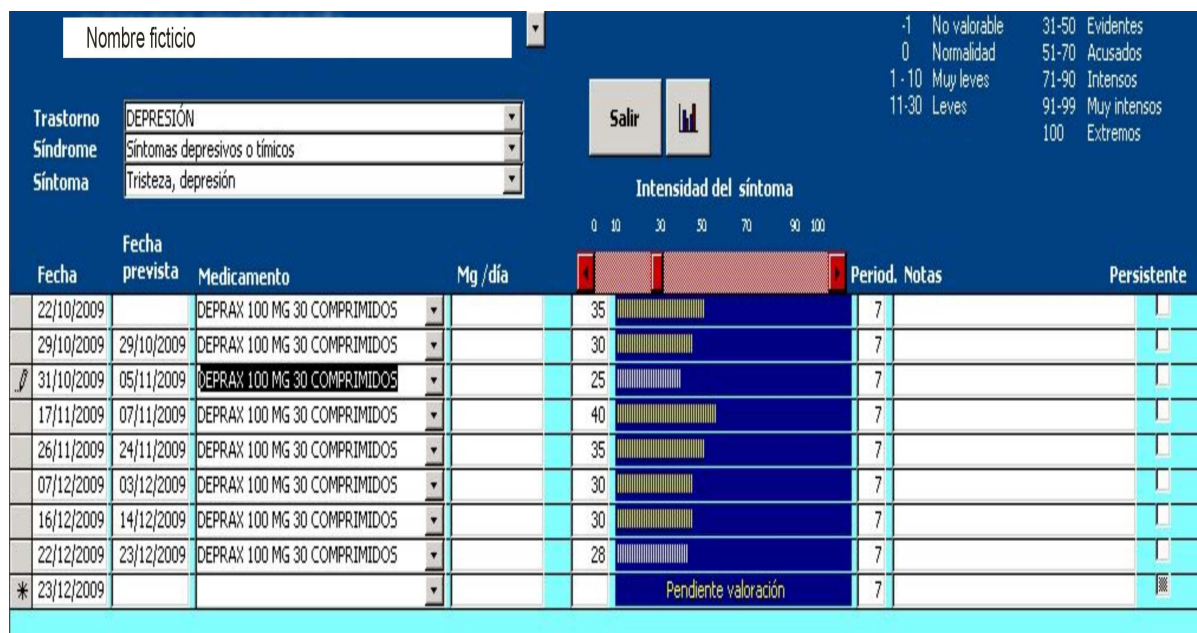 Nombre ficticio
-1 No valorable 31-50 Evidentes
0 Normalidad 51-70 Acusados
1 - 10 Muy leves 71-90 Intensos
11-30 Leves 91-99 Muy intensos
100 Extremos
Trastorno DEPRESIÓN
Síndrome Síntomas depresivos o tímicos
Síntoma Tristeza, depresión
Salir
Intensidad del síntoma
0 10 30 50 70 90 100
Fecha Fecha prevista Medicamento Mg /día Period. Notas Persistente
22/10/2009 DEPRAX 100 MG 30 COMPRIMIDOS 35 7
29/10/2009 29/10/2009 DEPRAX 100 MG 30 COMPRIMIDOS 30 7
31/10/2009 05/11/2009 DEPRAX 100 MG 30 COMPRIMIDOS 25 7
17/11/2009 07/11/2009 DEPRAX 100 MG 30 COMPRIMIDOS 40 7
26/11/2009 24/11/2009 DEPRAX 100 MG 30 COMPRIMIDOS 35 7
07/12/2009 03/12/2009 DEPRAX 100 MG 30 COMPRIMIDOS 30 7
16/12/2009 14/12/2009 DEPRAX 100 MG 30 COMPRIMIDOS 30 7
22/12/2009 23/12/2009 DEPRAX 100 MG 30 COMPRIMIDOS 28 7
* 23/12/2009 Pendiente valoración 7